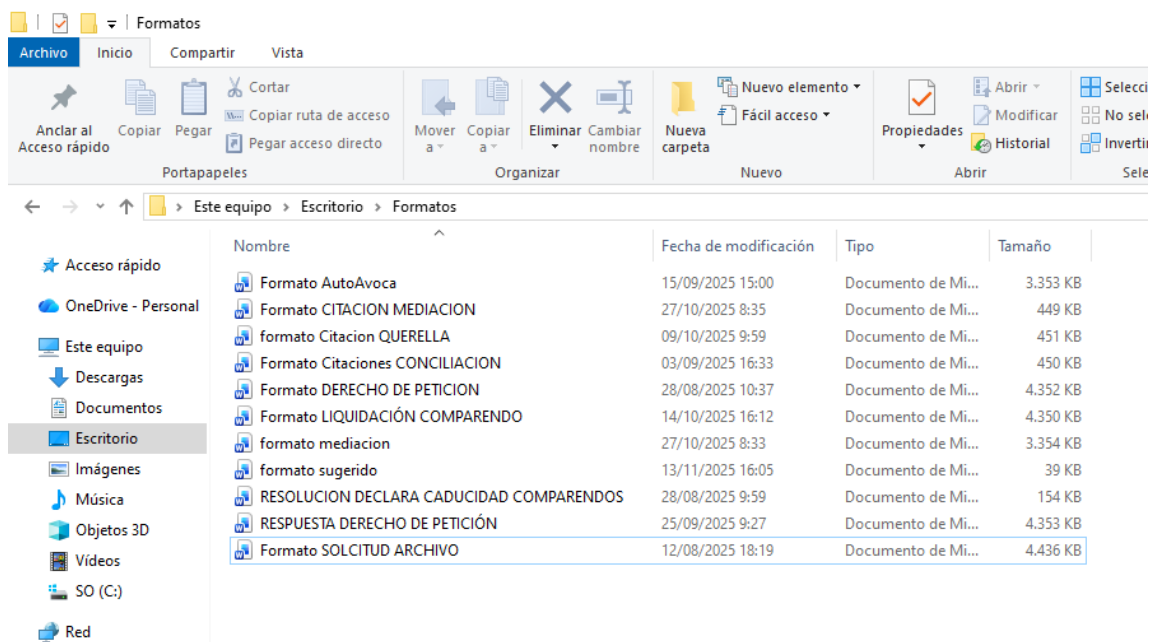 Formatos
Archivo Inicio Compartir Vista
Anclar al Acceso rápido
Copiar
Pegar
Cortar
Copiar ruta de acceso
Pegar acceso directo
Mover a
Copiar a
Eliminar
Cambiar nombre
Nueva carpeta
Nuevo elemento
Fácil acceso
Propiedades
Abrir
Modificar
Historial
Selecci
No sel
Inverti
Portapapeles Organizar Nuevo Abrir Sele
Este equipo > Escritorio > Formatos
Acceso rápido
OneDrive - Personal
Este equipo
Descargas
Documentos
Escritorio
Imágenes
Música
Objetos 3D
Vídeos
SO (C:)
Red
Nombre Fecha de modificación Tipo Tamaño
Formato AutoAvoca 15/09/2025 15:00 Documento de Mi... 3.353 KB
Formato CITACION MEDIACION 27/10/2025 8:35 Documento de Mi... 449 KB
formato Citacion QUERELLA 09/10/2025 9:59 Documento de Mi... 451 KB
Formato Citaciones CONCILIACION 03/09/2025 16:33 Documento de Mi... 450 KB
Formato DERECHO DE PETICION 28/08/2025 10:37 Documento de Mi... 4.352 KB
Formato LIQUIDACIÓN COMPARENDO 14/10/2025 16:12 Documento de Mi... 4.350 KB
formato mediacion 27/10/2025 8:33 Documento de Mi... 3.354 KB
formato sugerido 13/11/2025 16:05 Documento de Mi... 39 KB
RESOLUCION DECLARA CADUCIDAD COMPARENDOS 28/08/2025 9:59 Documento de Mi... 154 KB
RESPUESTA DERECHO DE PETICIÓN 25/09/2025 9:27 Documento de Mi... 4.353 KB
Formato SOLCITUD ARCHIVO 12/08/2025 18:19 Documento de Mi... 4.436 KB